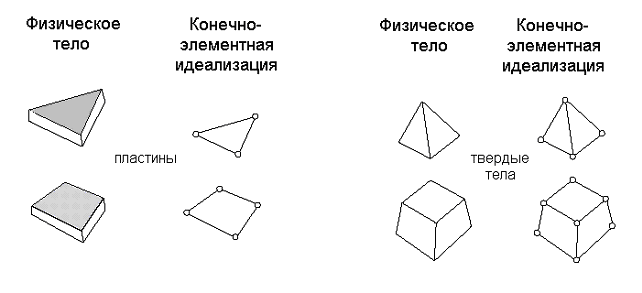 Физическое
тело
Конечно-
элементная
идеализация
пластины
Физическое
тело
Конечно-
элементная
идеализация
твердые
тела